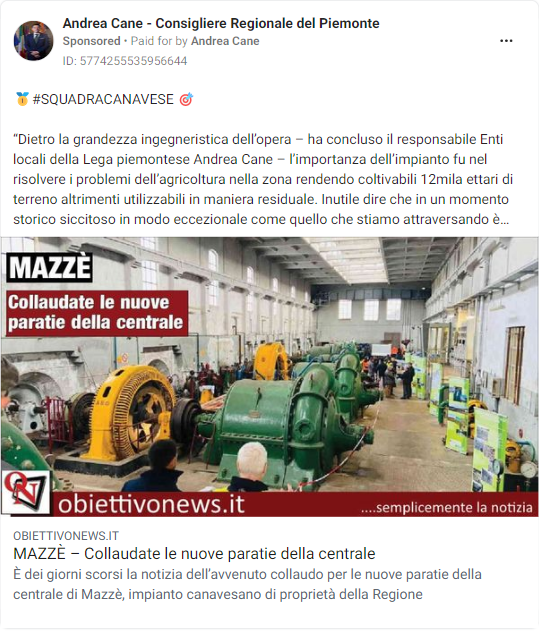 Andrea Cane - Consigliere Regionale del Piemonte
Sponsored • Paid for by Andrea Cane
ID: 5774255535956644
🏅#SQUADRACANAVESE 🎯
“Dietro la grandezza ingegneristica dell’opera – ha concluso il responsabile Enti
locali della Lega piemontese Andrea Cane – l’importanza dell’impianto fu nel
risolvere i problemi dell’agricoltura nella zona rendendo coltivabili 12mila ettari di
terreno altrimenti utilizzabili in maniera residuale. Inutile dire che in un momento
storico siccitoso in modo eccezionale come quello che stiamo attraversando è…
MAZZÈ
Collaudate le nuove
paratie della centrale
ON
obiettivonews.it
....semplicemente la notizia
OBIETTIVONEWS.IT
MAZZÈ – Collaudate le nuove paratie della centrale
È dei giorni scorsi la notizia dell’avvenuto collaudo per le nuove paratie della
centrale di Mazzè, impianto canavesano di proprietà della Regione